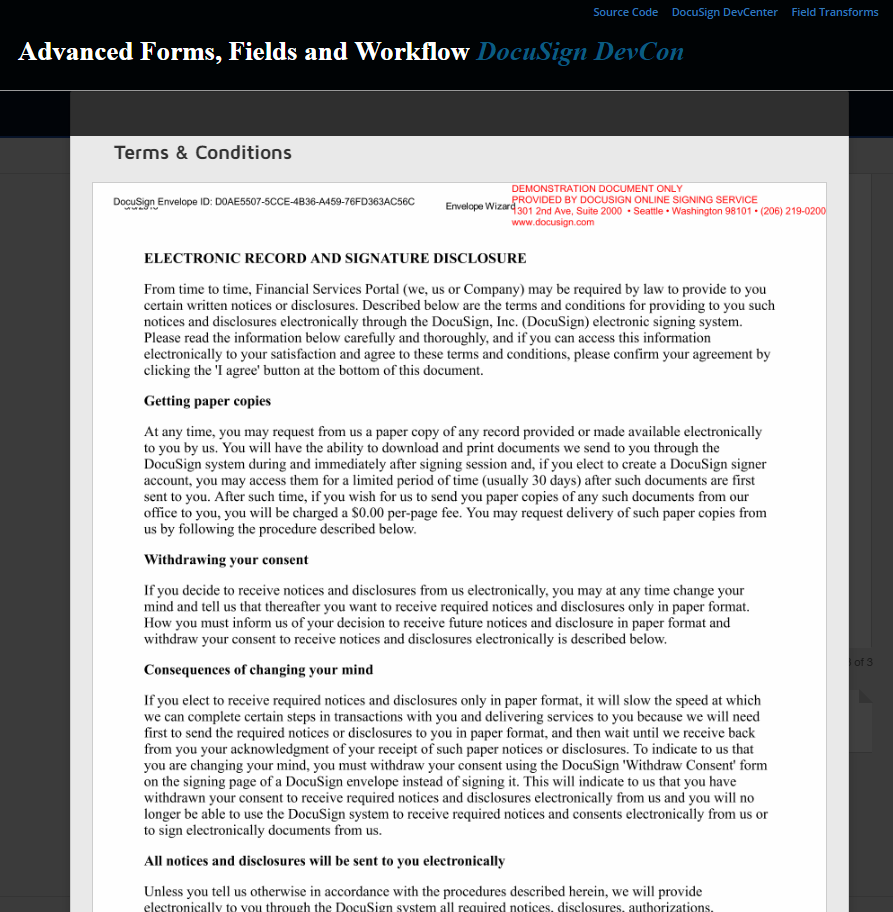 Source Code DocuSign DevCenter Field Transforms
Advanced Forms, Fields and Workflow DocuSign DevCon
Terms & Conditions
DocuSign Envelope ID: D0AE5507-5CCE-4B36-A459-76FD363AC56C
Envelope Wizard
DEMONSTRATION DOCUMENT ONLY
PROVIDED BY DOCUSIGN ONLINE SIGNING SERVICE
1301 2nd Ave, Suite 2000 • Seattle • Washington 98101 • (206) 219-0200
www.docusign.com
ELECTRONIC RECORD AND SIGNATURE DISCLOSURE
From time to time, Financial Services Portal (we, us or Company) may be required by law to provide to you
certain written notices or disclosures. Described below are the terms and conditions for providing to you such
notices and disclosures electronically through the DocuSign, Inc. (DocuSign) electronic signing system.
Please read the information below carefully and thoroughly, and if you can access this information
electronically to your satisfaction and agree to these terms and conditions, please confirm your agreement by
clicking the 'I agree' button at the bottom of this document.
Getting paper copies
At any time, you may request from us a paper copy of any record provided or made available electronically
to you by us. You will have the ability to download and print documents we send to you through the
DocuSign system during and immediately after signing session and, if you elect to create a DocuSign signer
account, you may access them for a limited period of time (usually 30 days) after such documents are first
sent to you. After such time, if you wish for us to send you paper copies of any such documents from our
office to you, you will be charged a $0.00 per-page fee. You may request delivery of such paper copies from
us by following the procedure described below.
Withdrawing your consent
If you decide to receive notices and disclosures from us electronically, you may at any time change your
mind and tell us that thereafter you want to receive required notices and disclosures only in paper format.
How you must inform us of your decision to receive future notices and disclosure in paper format and
withdraw your consent to receive notices and disclosures electronically is described below.
Consequences of changing your mind
If you elect to receive required notices and disclosures only in paper format, it will slow the speed at which
we can complete certain steps in transactions with you and delivering services to you because we will need
first to send the required notices or disclosures to you in paper format, and then wait until we receive back
from you your acknowledgment of your receipt of such paper notices or disclosures. To indicate to us that
you are changing your mind, you must withdraw your consent using the DocuSign 'Withdraw Consent' form
on the signing page of a DocuSign envelope instead of signing it. This will indicate to us that you have
withdrawn your consent to receive required notices and disclosures electronically from us and you will no
longer be able to use the DocuSign system to receive required notices and consents electronically from us or
to sign electronically documents from us.
of 3
All notices and disclosures will be sent to you electronically
Unless you tell us otherwise in accordance with the procedures described herein, we will provide
electronically to you through the DocuSign system all required notices, disclosures, authorizations,